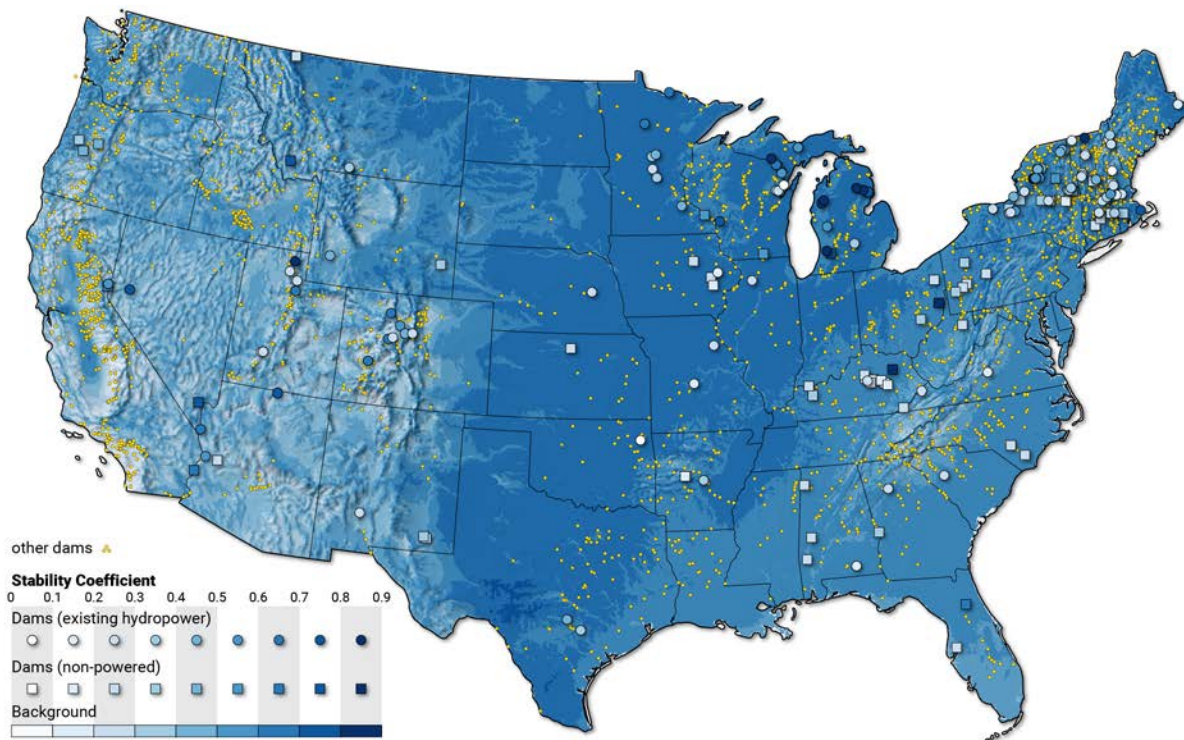 other dams
Stability Coefficient
0 0.1 0.2 0.3 0.4 0.5 0.6 0.7 0.8 0.9
Dams (existing hydropower)
Dams (non-powered)
Background